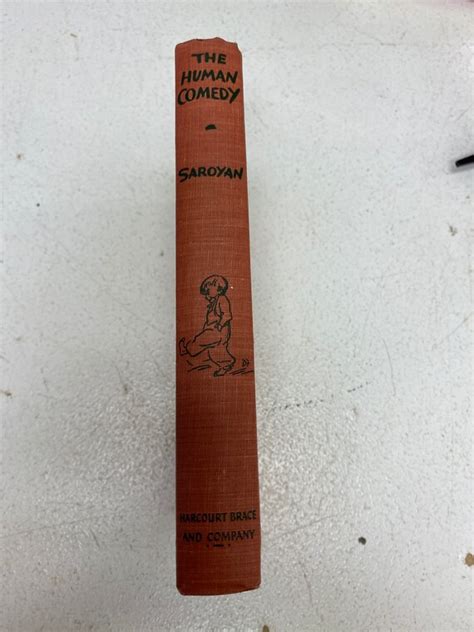 THE
HUMAN
COMEDY
SAROYAN
HARCOURT BRACE
AND COMPANY